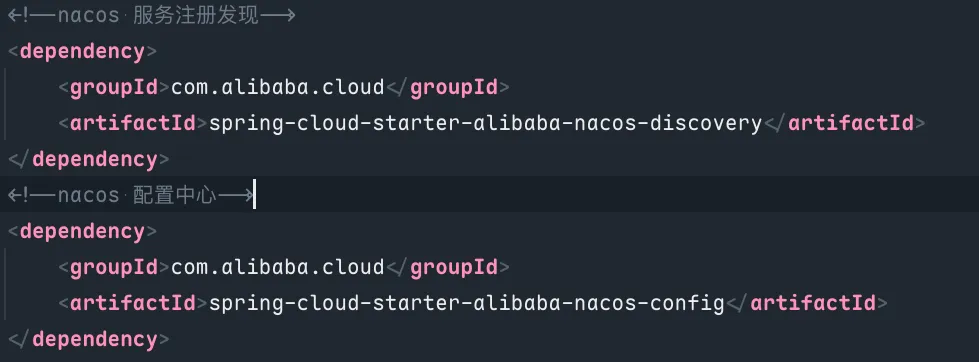 <!--nacos 服务注册发现-->
<dependency>
    <groupId>com.alibaba.cloud</groupId>
    <artifactId>spring-cloud-starter-alibaba-nacos-discovery</artifactId>
</dependency>
<!--nacos 配置中心-->
<dependency>
    <groupId>com.alibaba.cloud</groupId>
    <artifactId>spring-cloud-starter-alibaba-nacos-config</artifactId>
</dependency>